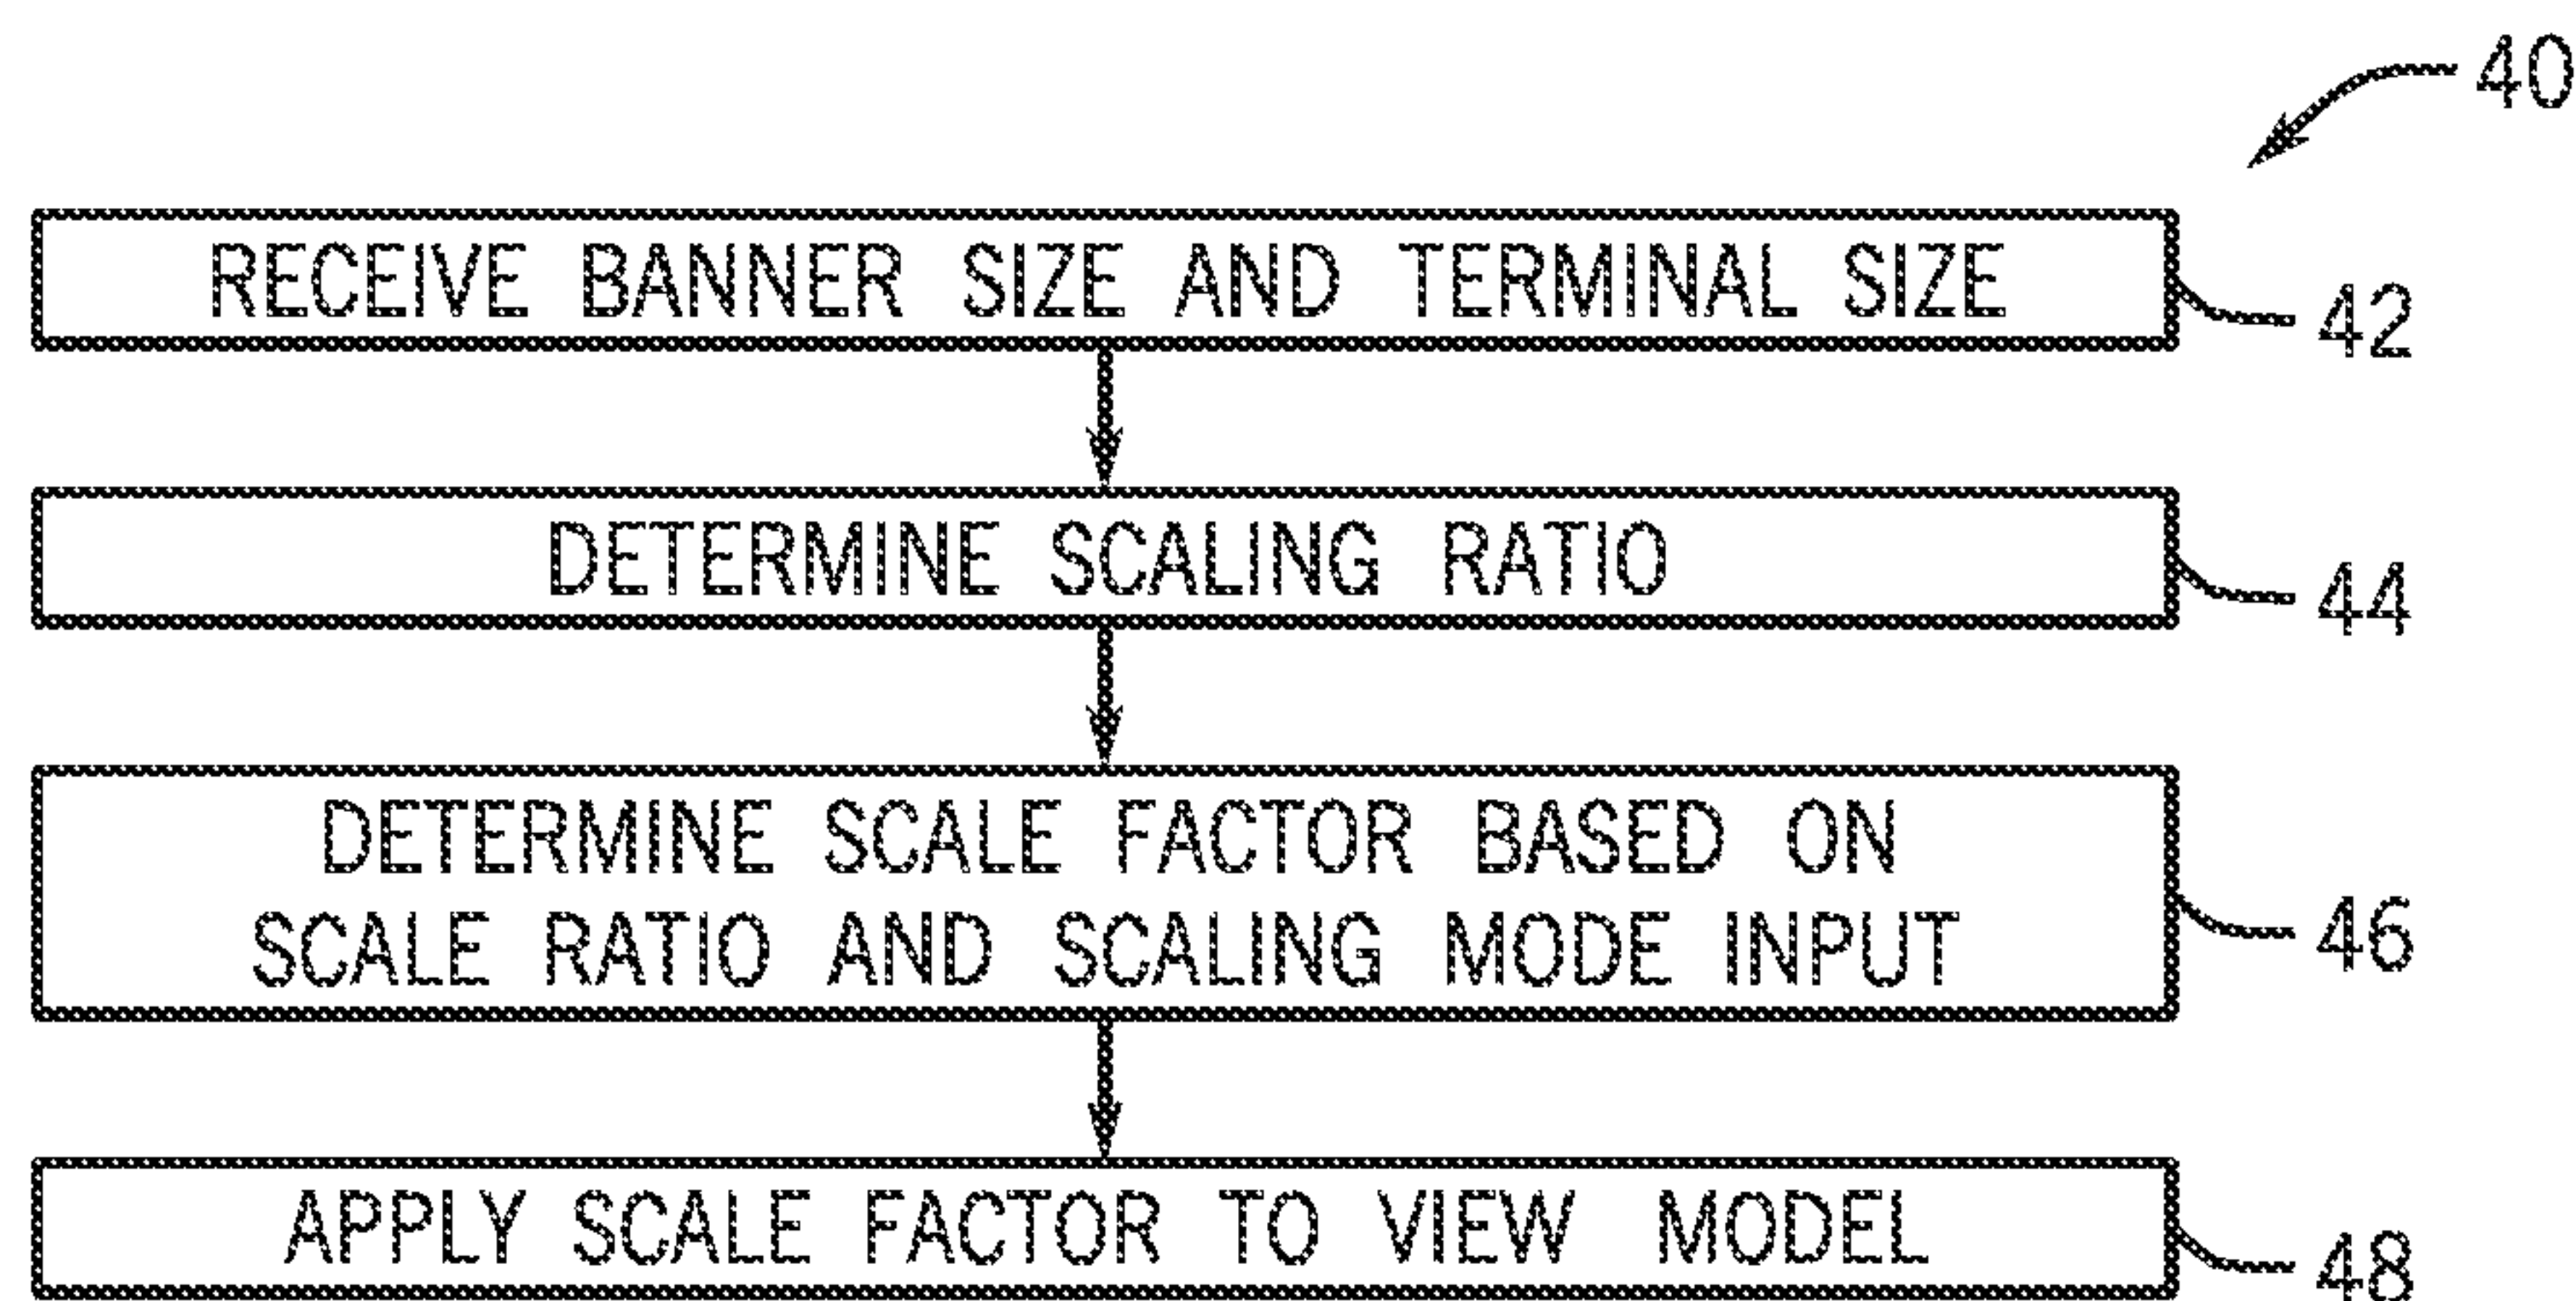 40
RECEIVE BANNER SIZE AND TERMINAL SIZE
42
DETERMINE SCALING RATIO
44
DETERMINE SCALE FACTOR BASED ON
SCALE RATIO AND SCALING MODE INPUT
46
APPLY SCALE FACTOR TO VIEW MODEL
48